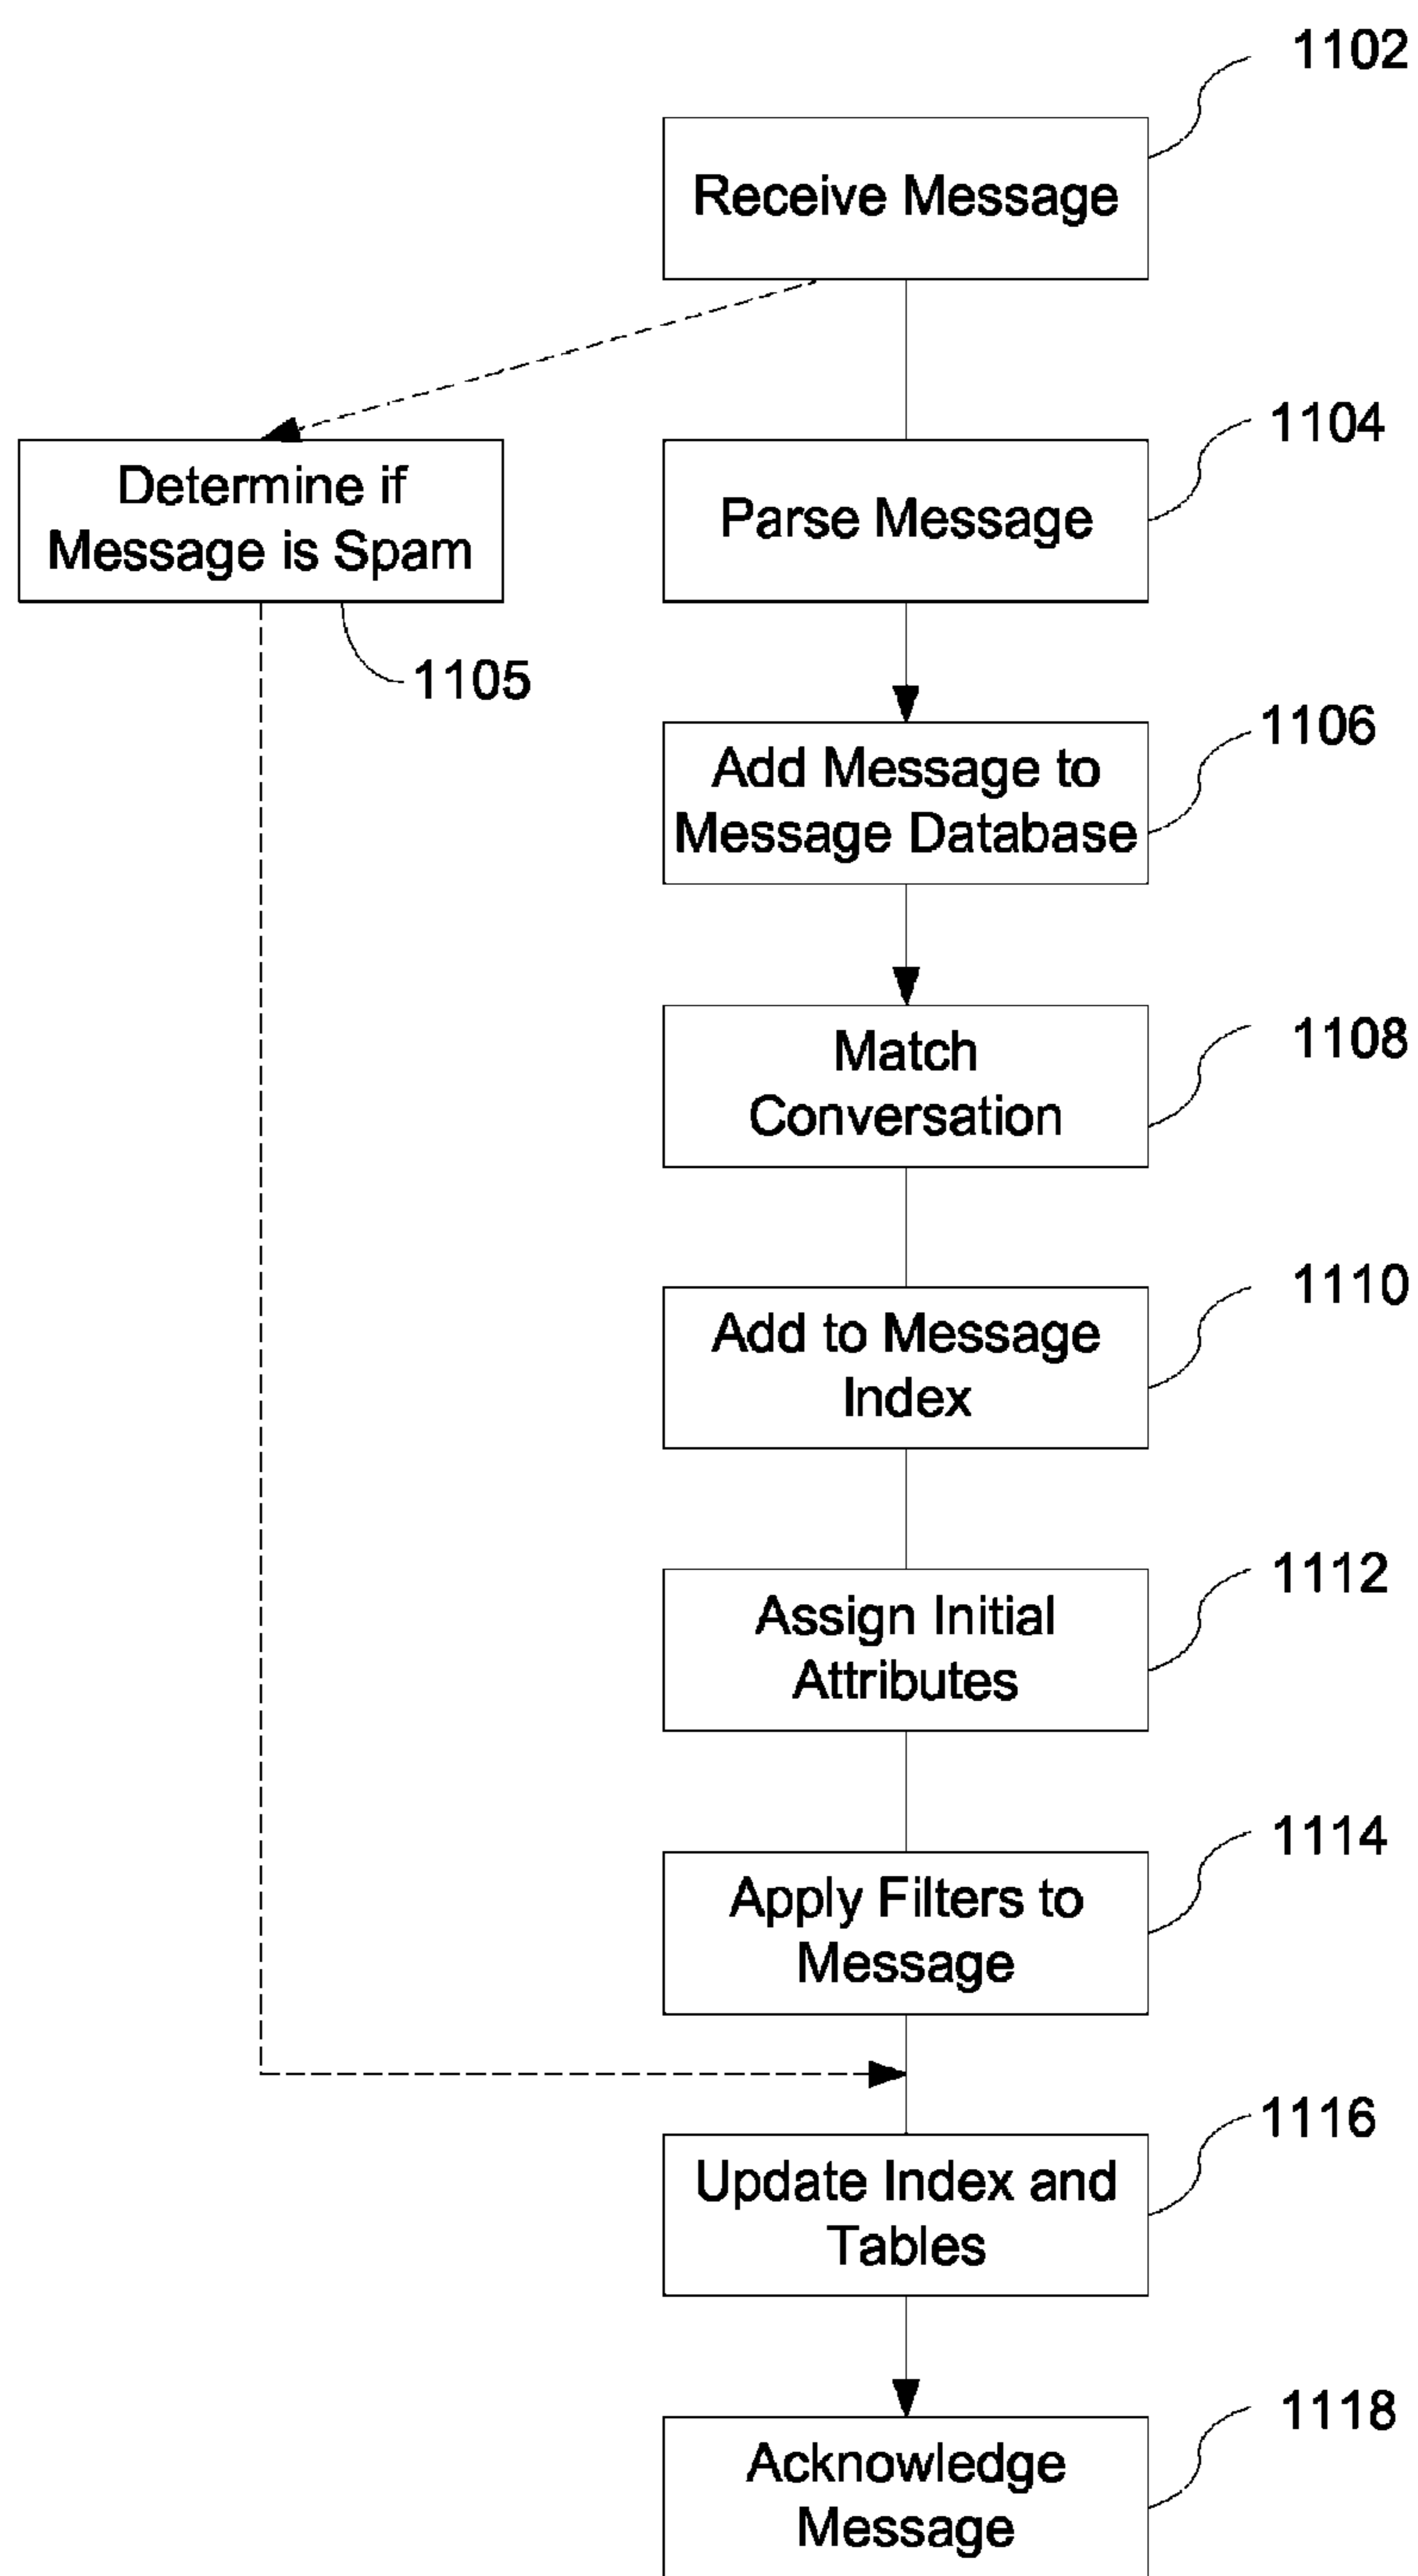 1102
Receive Message
1104
Parse Message
Determine if
Message is Spam
1105
1106
Add Message to
Message Database
1108
Match
Conversation
1110
Add to Message
Index
1112
Assign Initial
Attributes
1114
Apply Filters to
Message
1116
Update Index and
Tables
1118
Acknowledge
Message